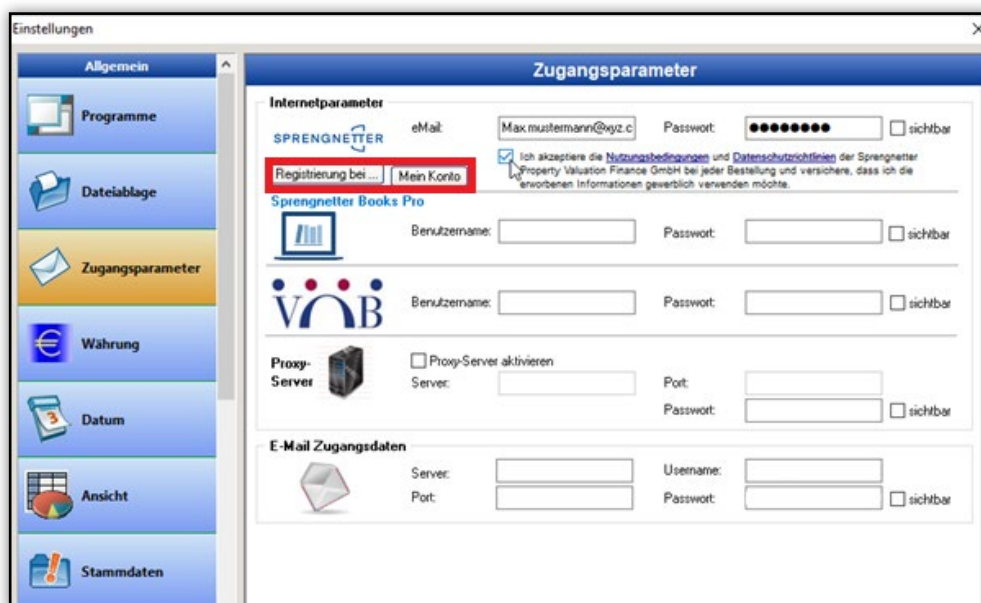 Einstellungen
Allgemein
Programme
Dateiablage
Zugangsparameter
Währung
Datum
Ansicht
Stammdaten
Zugangsparameter
Internetparameter
SPRENGNETTER
eMail: Max.mustermann@xyz.c Passwort: ●●●●●●●● sichtbar
Ich akzeptiere die Nutzungsbedingungen und Datenschutzrichtlinien der Sprengnetter
Property Valuation Finance GmbH bei jeder Bestellung und versichere, dass ich die
erworbenen Informationen gewerblich verwenden möchte.
Registrierung bei ... Mein Konto
Sprengnetter Books Pro
Benutzername: Passwort: sichtbar
VÖB
Benutzername: Passwort: sichtbar
Proxy-
Server
Proxy-Server aktivieren
Server: Port:
Passwort: sichtbar
E-Mail Zugangsdaten
Server: Username:
Port: Passwort: sichtbar